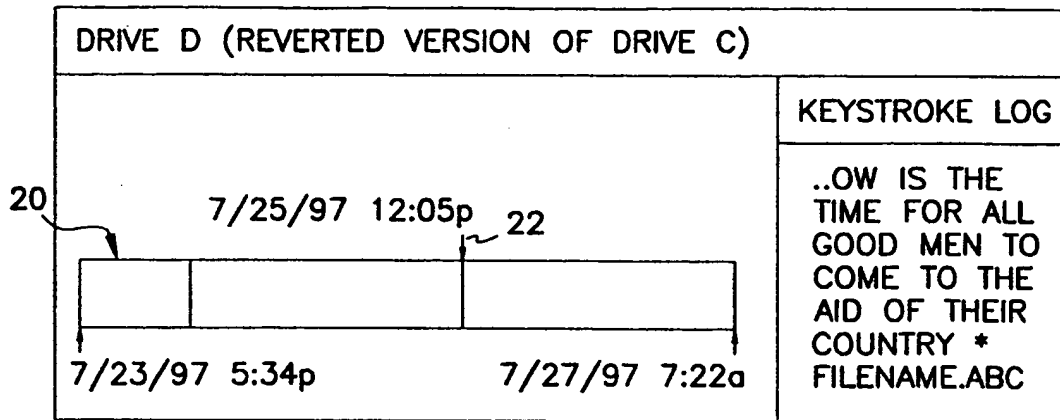 DRIVE D (REVERTED VERSION OF DRIVE C)
KEYSTROKE LOG
20
7/25/97 12:05p
22
7/23/97 5:34p
7/27/97 7:22a
..OW IS THE
TIME FOR ALL
GOOD MEN TO
COME TO THE
AID OF THEIR
COUNTRY *
FILENAME.ABC